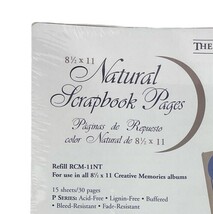 THE
8½ x 11
Natural
Scrapbook Pages
Páginas de Repuesto
color Natural de 8½ x 11
Refill RCM-11NT
For use in all 8½ x 11 Creative Memories albums
15 sheets/30 pages
P SERIES: Acid-Free • Lignin-Free • Buffered
• Bleed-Resistant • Fade-Resistant